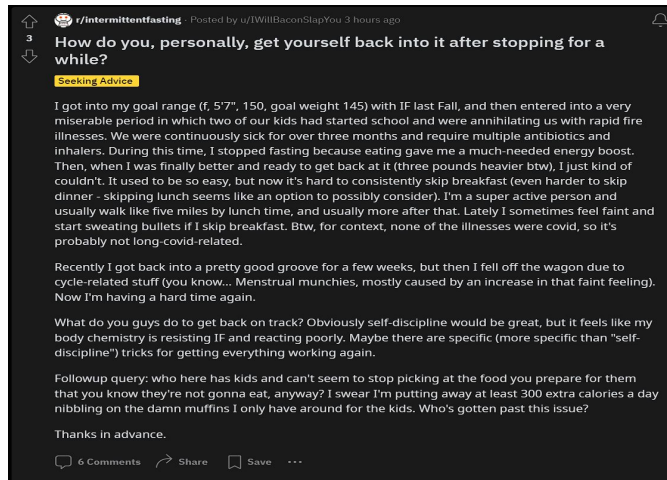 r/intermittentfasting · Posted by u/IWillBaconSlapYou 3 hours ago
3
How do you, personally, get yourself back into it after stopping for a
while?
Seeking Advice
I got into my goal range (f, 5'7", 150, goal weight 145) with IF last Fall, and then entered into a very
miserable period in which two of our kids had started school and were annihilating us with rapid fire
illnesses. We were continuously sick for over three months and require multiple antibiotics and
inhalers. During this time, I stopped fasting because eating gave me a much-needed energy boost.
Then, when I was finally better and ready to get back at it (three pounds heavier btw), I just kind of
couldn't. It used to be so easy, but now it's hard to consistently skip breakfast (even harder to skip
dinner - skipping lunch seems like an option to possibly consider). I'm a super active person and
usually walk like five miles by lunch time, and usually more after that. Lately I sometimes feel faint and
start sweating bullets if I skip breakfast. Btw, for context, none of the illnesses were covid, so it's
probably not long-covid-related.
Recently I got back into a pretty good groove for a few weeks, but then I fell off the wagon due to
cycle-related stuff (you know... Menstrual munchies, mostly caused by an increase in that faint feeling).
Now I'm having a hard time again.
What do you guys do to get back on track? Obviously self-discipline would be great, but it feels like my
body chemistry is resisting IF and reacting poorly. Maybe there are specific (more specific than "self-
discipline") tricks for getting everything working again.
Followup query: who here has kids and can't seem to stop picking at the food you prepare for them
that you know they're not gonna eat, anyway? I swear I'm putting away at least 300 extra calories a day
nibbling on the damn muffins I only have around for the kids. Who's gotten past this issue?
Thanks in advance.
6 Comments Share Save ...